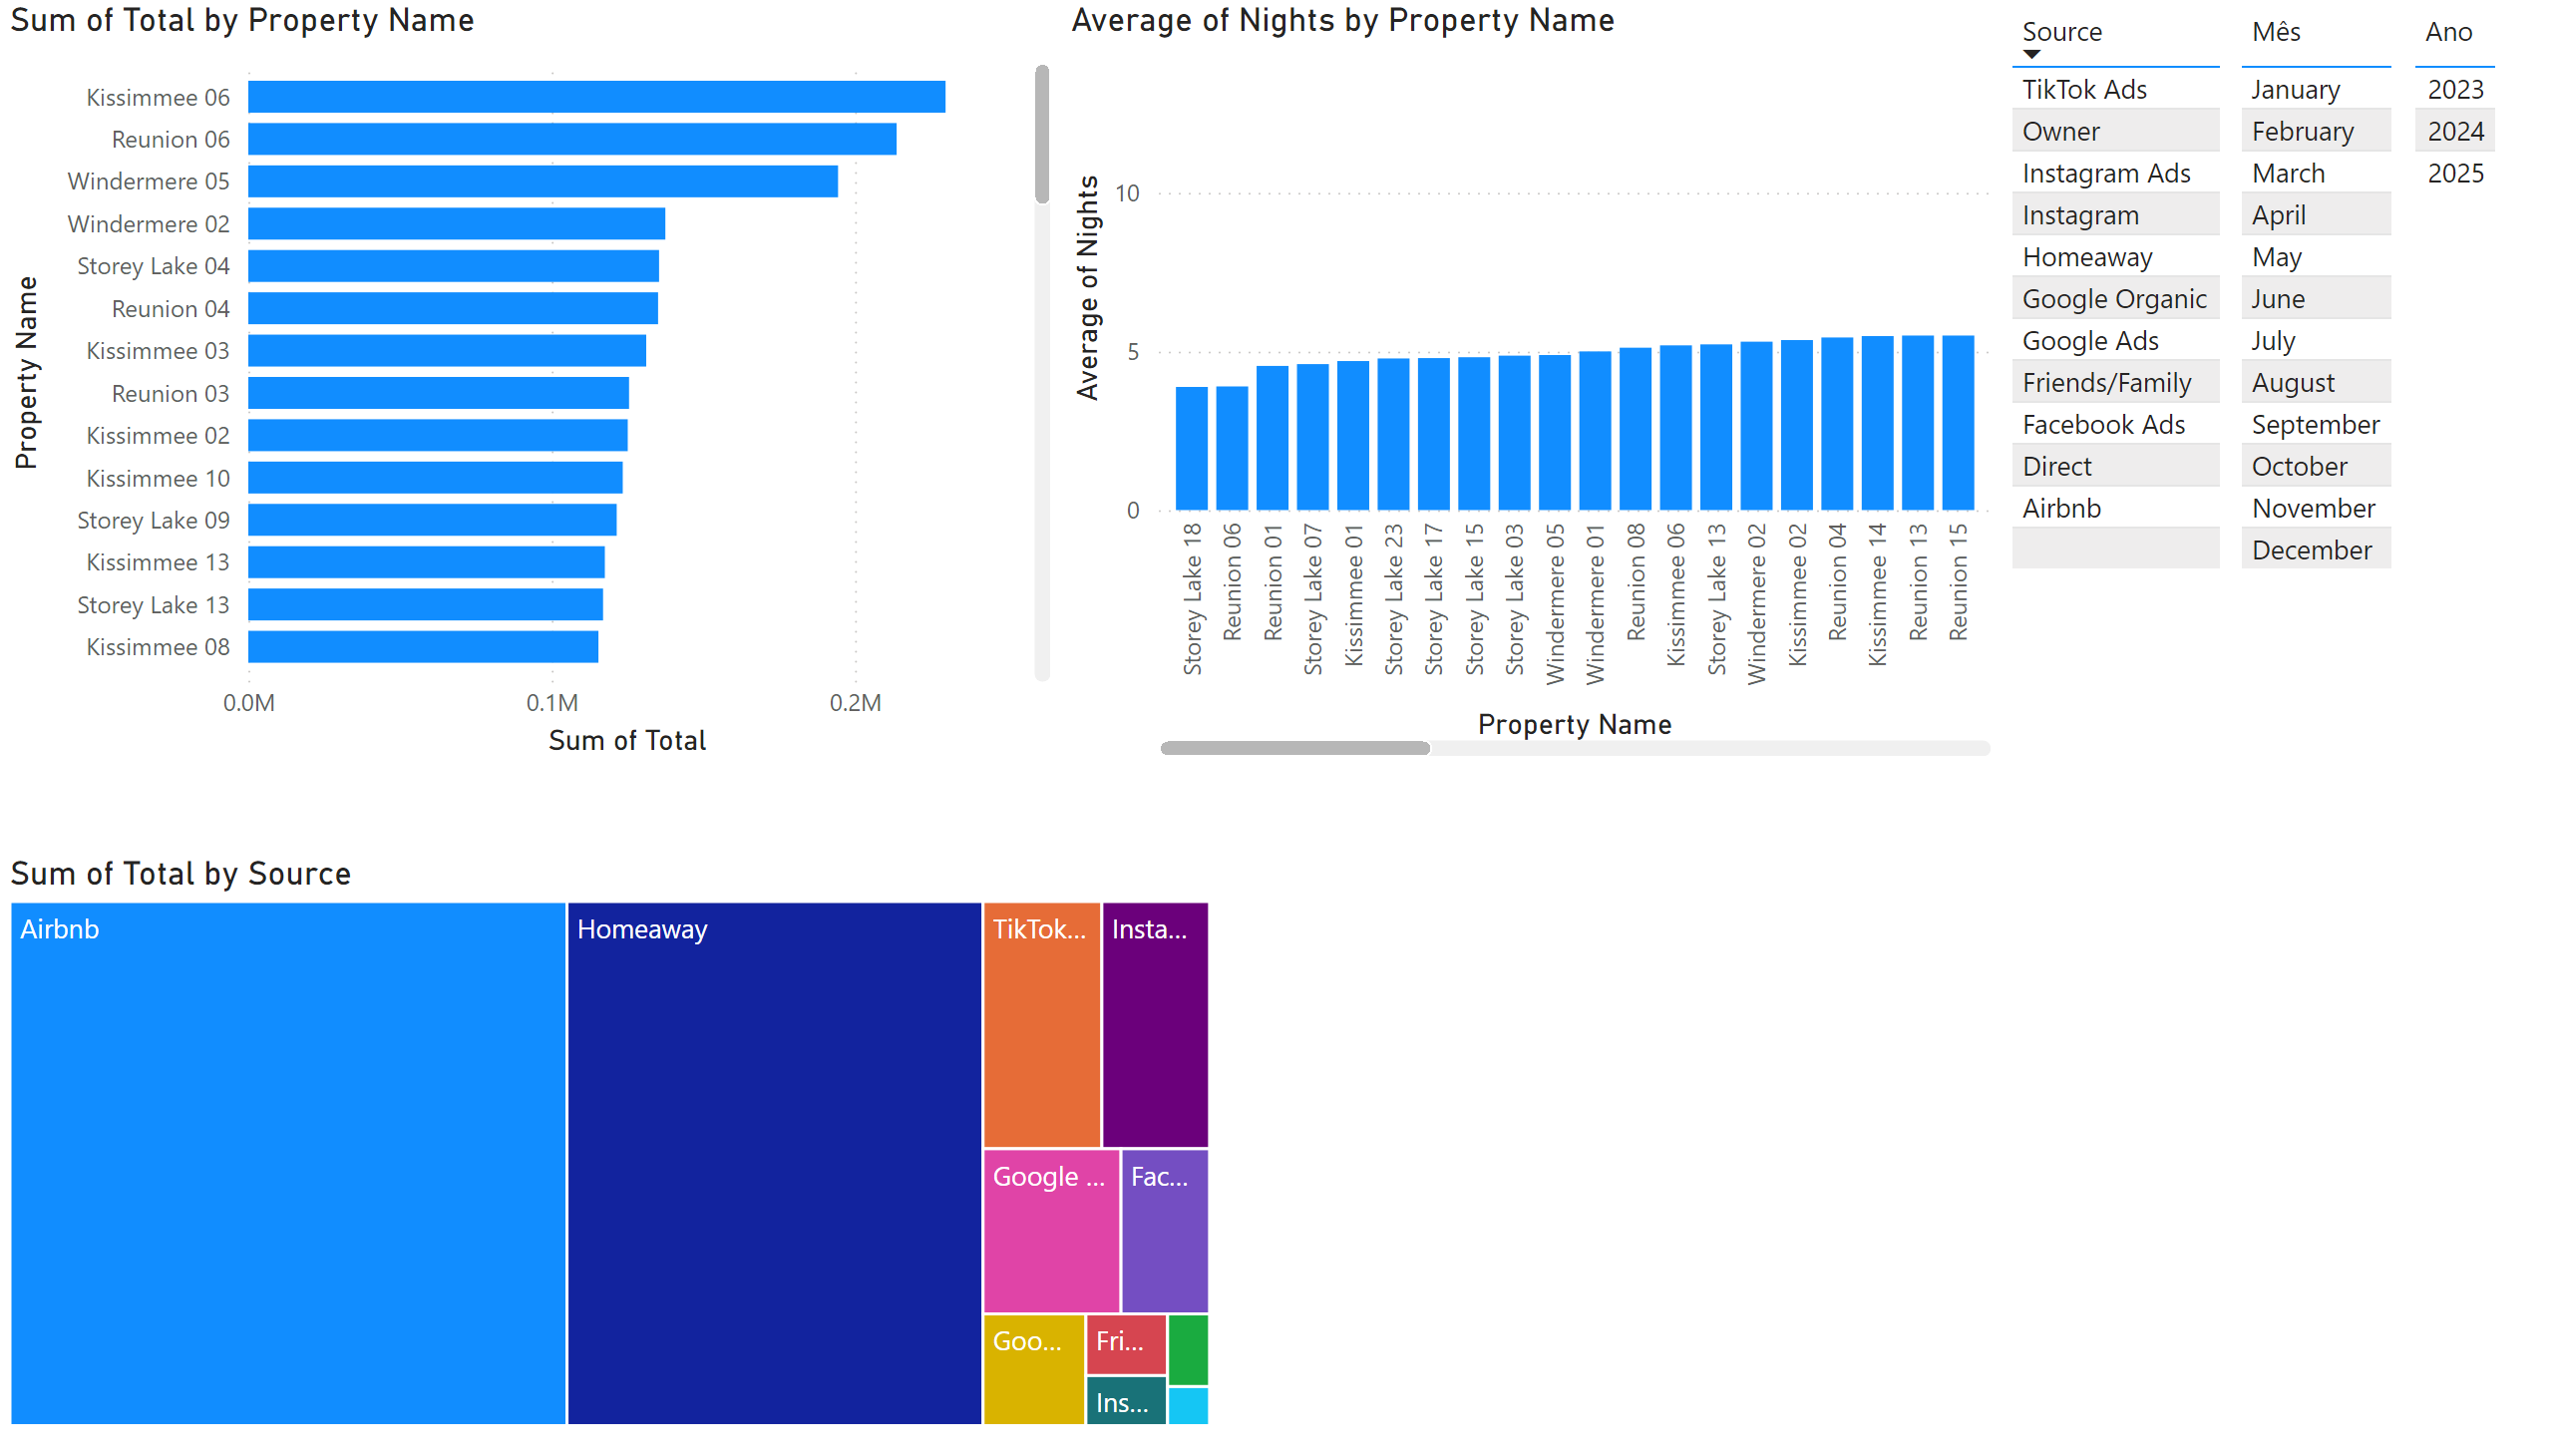 Sum of Total by Property Name
Property Name
Kissimmee 06
Reunion 06
Windermere 05
Windermere 02
Storey Lake 04
Reunion 04
Kissimmee 03
Reunion 03
Kissimmee 02
Kissimmee 10
Storey Lake 09
Kissimmee 13
Storey Lake 13
Kissimmee 08
0.0M 0.1M 0.2M
Sum of Total
Average of Nights by Property Name
Average of Nights
10
5
0
Storey Lake 18
Reunion 06
Reunion 01
Storey Lake 07
Kissimmee 01
Storey Lake 23
Storey Lake 17
Storey Lake 15
Storey Lake 03
Windermere 05
Windermere 01
Reunion 08
Kissimmee 06
Storey Lake 13
Windermere 02
Kissimmee 02
Reunion 04
Kissimmee 14
Reunion 13
Reunion 15
Property Name
Source
TikTok Ads
Owner
Instagram Ads
Instagram
Homeaway
Google Organic
Google Ads
Friends/Family
Facebook Ads
Direct
Airbnb
Mês
January
February
March
April
May
June
July
August
September
October
November
December
Ano
2023
2024
2025
Sum of Total by Source
Airbnb
Homeaway
TikTok...
Insta...
Google ...
Fac...
Goo...
Fri...
Ins...